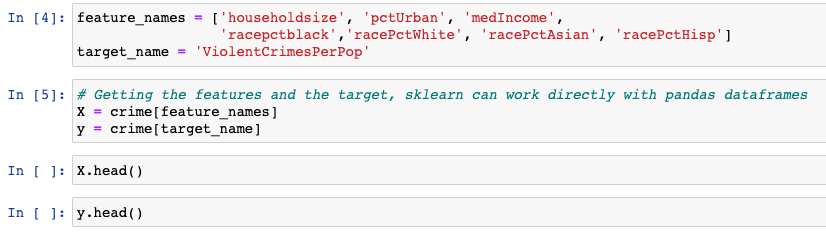 In [4]: feature_names = ['householdsize', 'pctUrban', 'medIncome',
'racepctblack','racePctWhite', 'racePctAsian', 'racePctHisp']
target_name = 'ViolentCrimesPerPop'
In [5]: # Getting the features and the target, sklearn can work directly with pandas dataframes
X = crime[feature_names]
y = crime[target_name]
In [ ]: X.head()
In [ ]: y.head()